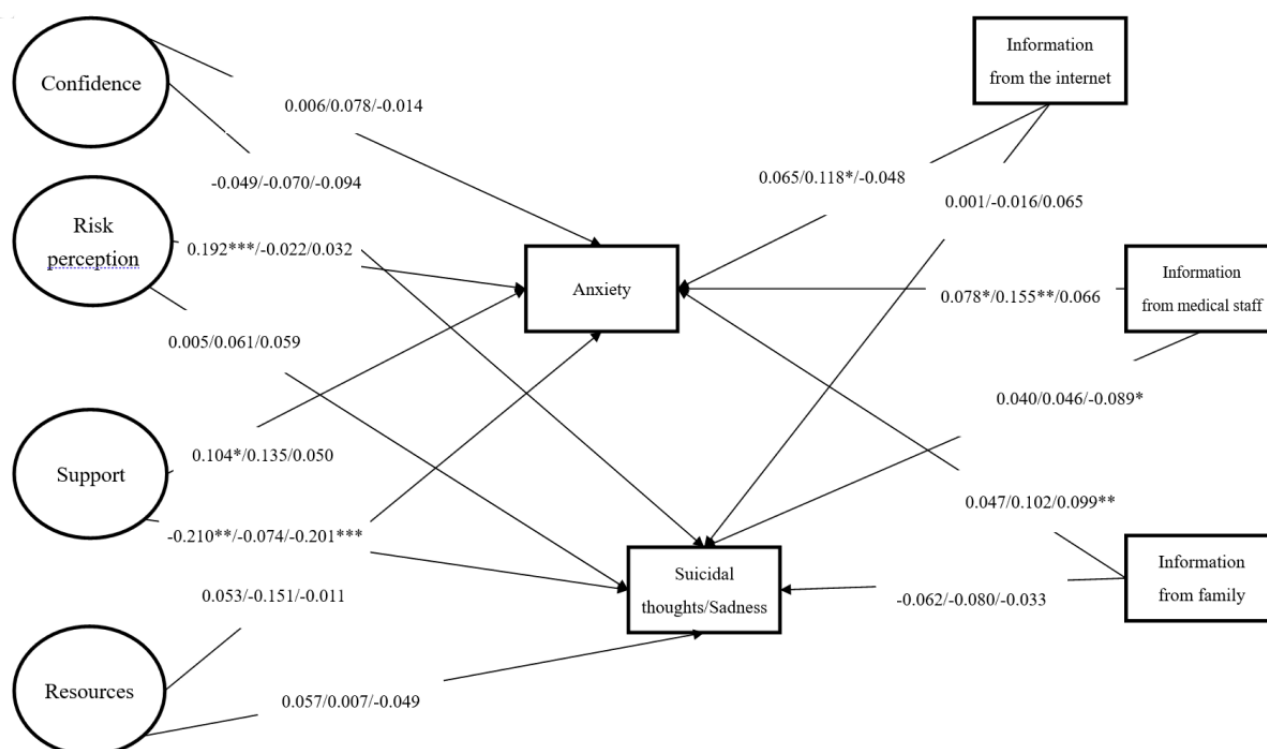 Confidence
Information
from the internet
0.006/0.078/-0.014
-0.049/-0.070/-0.094
0.065/0.118*/-0.048
0.001/-0.016/0.065
Risk
perception
0.192***/-0.022/0.032
Anxiety
Information
from medical staff
0.078*/0.155**/0.066
0.005/0.061/0.059
0.040/0.046/-0.089*
Support
0.104*/0.135/0.050
0.047/0.102/0.099**
-0.210**/-0.074/-0.201***
Suicidal
thoughts/Sadness
Information
from family
0.053/-0.151/-0.011
-0.062/-0.080/-0.033
Resources
0.057/0.007/-0.049